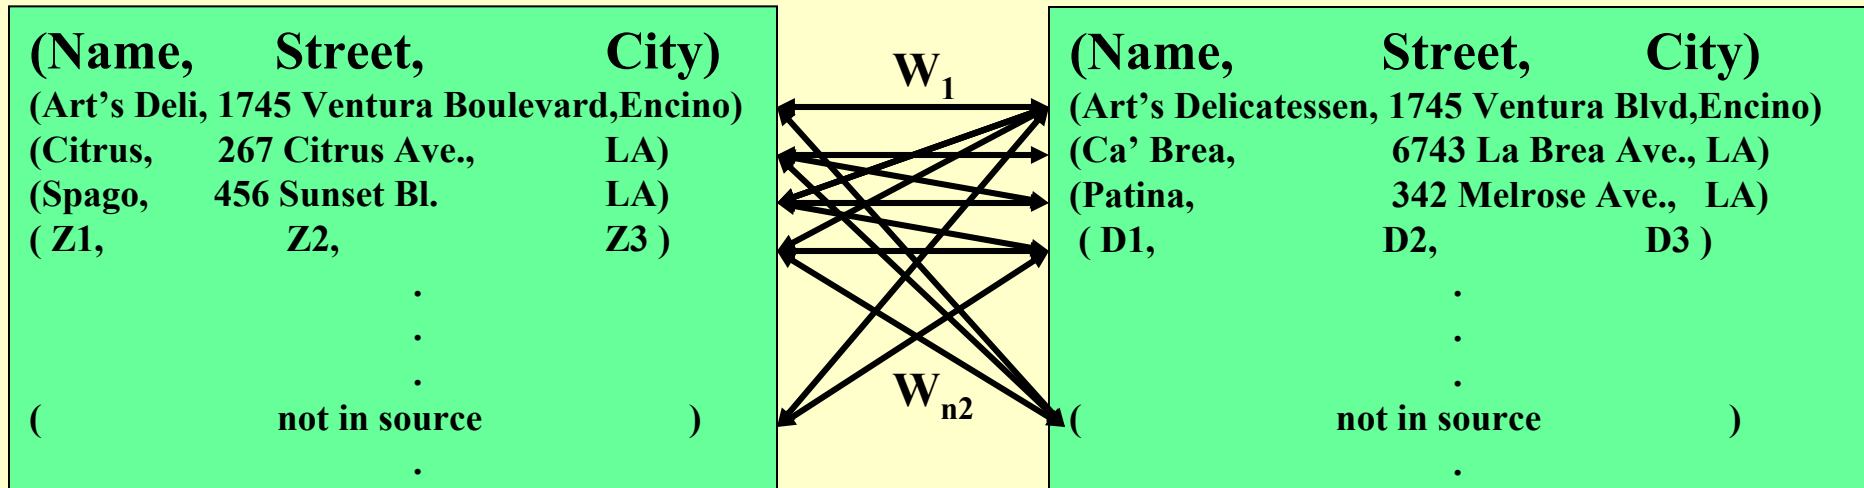 (Name, Street, City)
(Art's Deli, 1745 Ventura Boulevard,Encino)
(Citrus, 267 Citrus Ave., LA)
(Spago, 456 Sunset Bl. LA)
( Z1, Z2, Z3 )
.
.
.
( not in source )
.
W1
Wn2
(Name, Street, City)
(Art's Delicatessen, 1745 Ventura Blvd,Encino)
(Ca' Brea, 6743 La Brea Ave., LA)
(Patina, 342 Melrose Ave., LA)
( D1, D2, D3 )
.
.
.
( not in source )
.